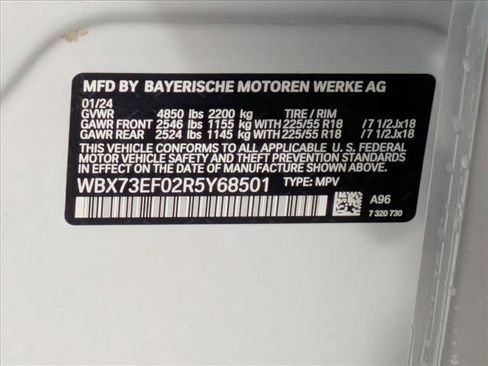 MFD BY BAYERISCHE MOTOREN WERKE AG
01/24
GVWR 4850 lbs 2200 kg TIRE / RIM
GAWR FRONT 2546 lbs 1155 kg WITH 225/55 R18 /7 1/2Jx18
GAWR REAR 2524 lbs 1145 kg WITH 225/55 R18 /7 1/2Jx18
THIS VEHICLE CONFORMS TO ALL APPLICABLE U. S. FEDERAL
MOTOR VEHICLE SAFETY, BUMPER, AND THEFT PREVENTION
STANDARDS IN EFFECT ON THE DATE OF MANUFACTURE SHOWN ABOVE.
WBX73EF02R5Y68501 TYPE: MPV
A96
7 320 730